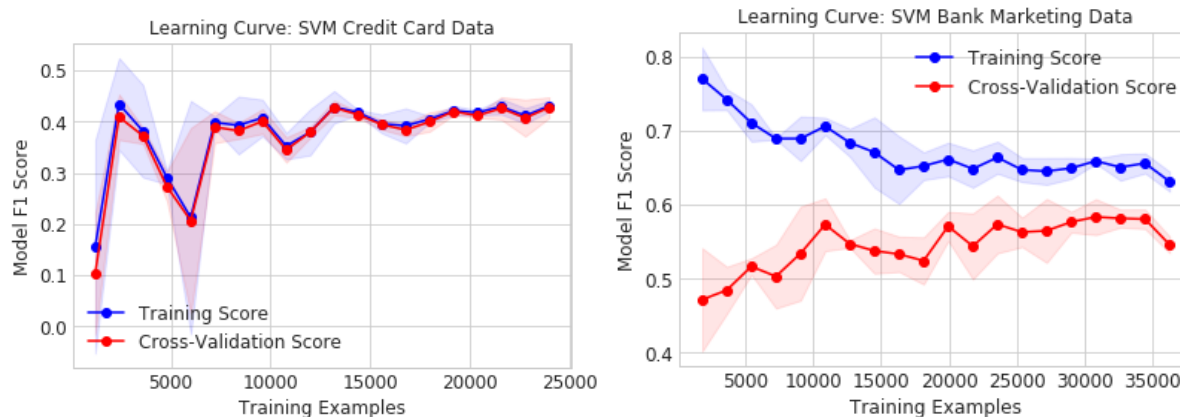 Learning Curve: SVM Credit Card Data
Model F1 Score
0.5
0.4
0.3
0.2
0.1
0.0
Training Score
Cross-Validation Score
5000 10000 15000 20000 25000
Training Examples
Learning Curve: SVM Bank Marketing Data
Model F1 Score
0.8
0.7
0.6
0.5
0.4
Training Score
Cross-Validation Score
5000 10000 15000 20000 25000 30000 35000
Training Examples